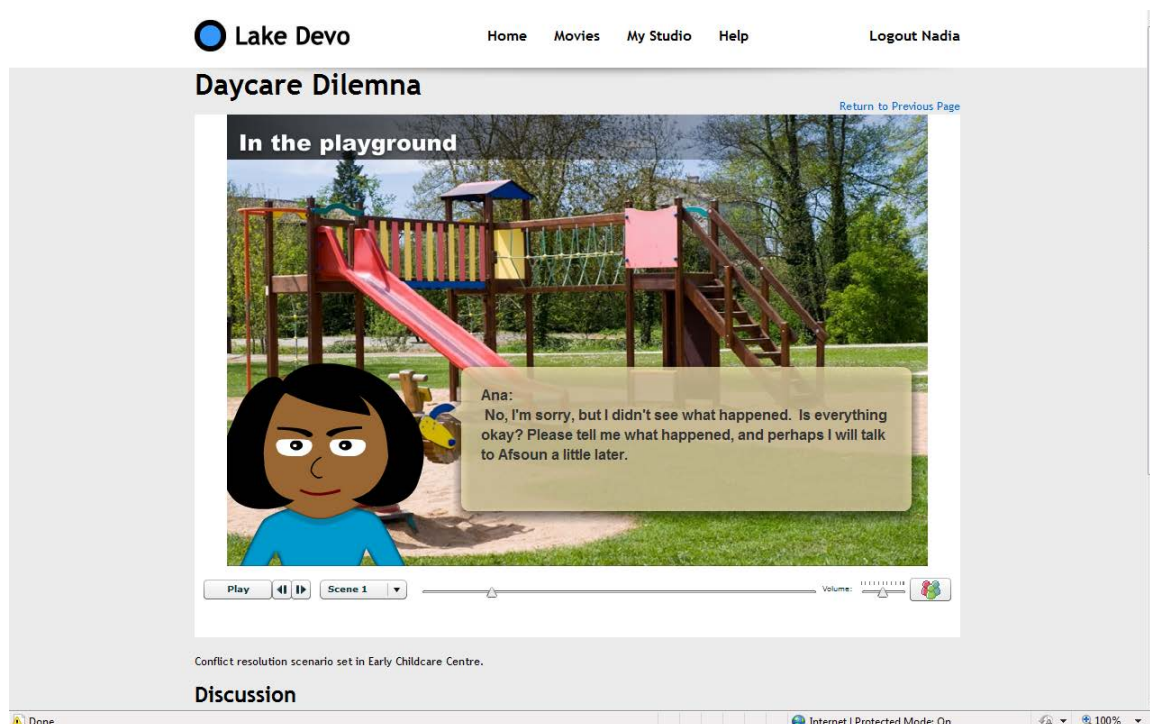 Lake Devo
Home Movies My Studio Help Logout Nadia
Daycare Dilemna
Return to Previous Page
In the playground
Ana:
No, I'm sorry, but I didn't see what happened. Is everything
okay? Please tell me what happened, and perhaps I will talk
to Afsoun a little later.
Play Scene 1 Volume:
Conflict resolution scenario set in Early Childcare Centre.
Discussion
Done Internet | Protected Mode: On 100%